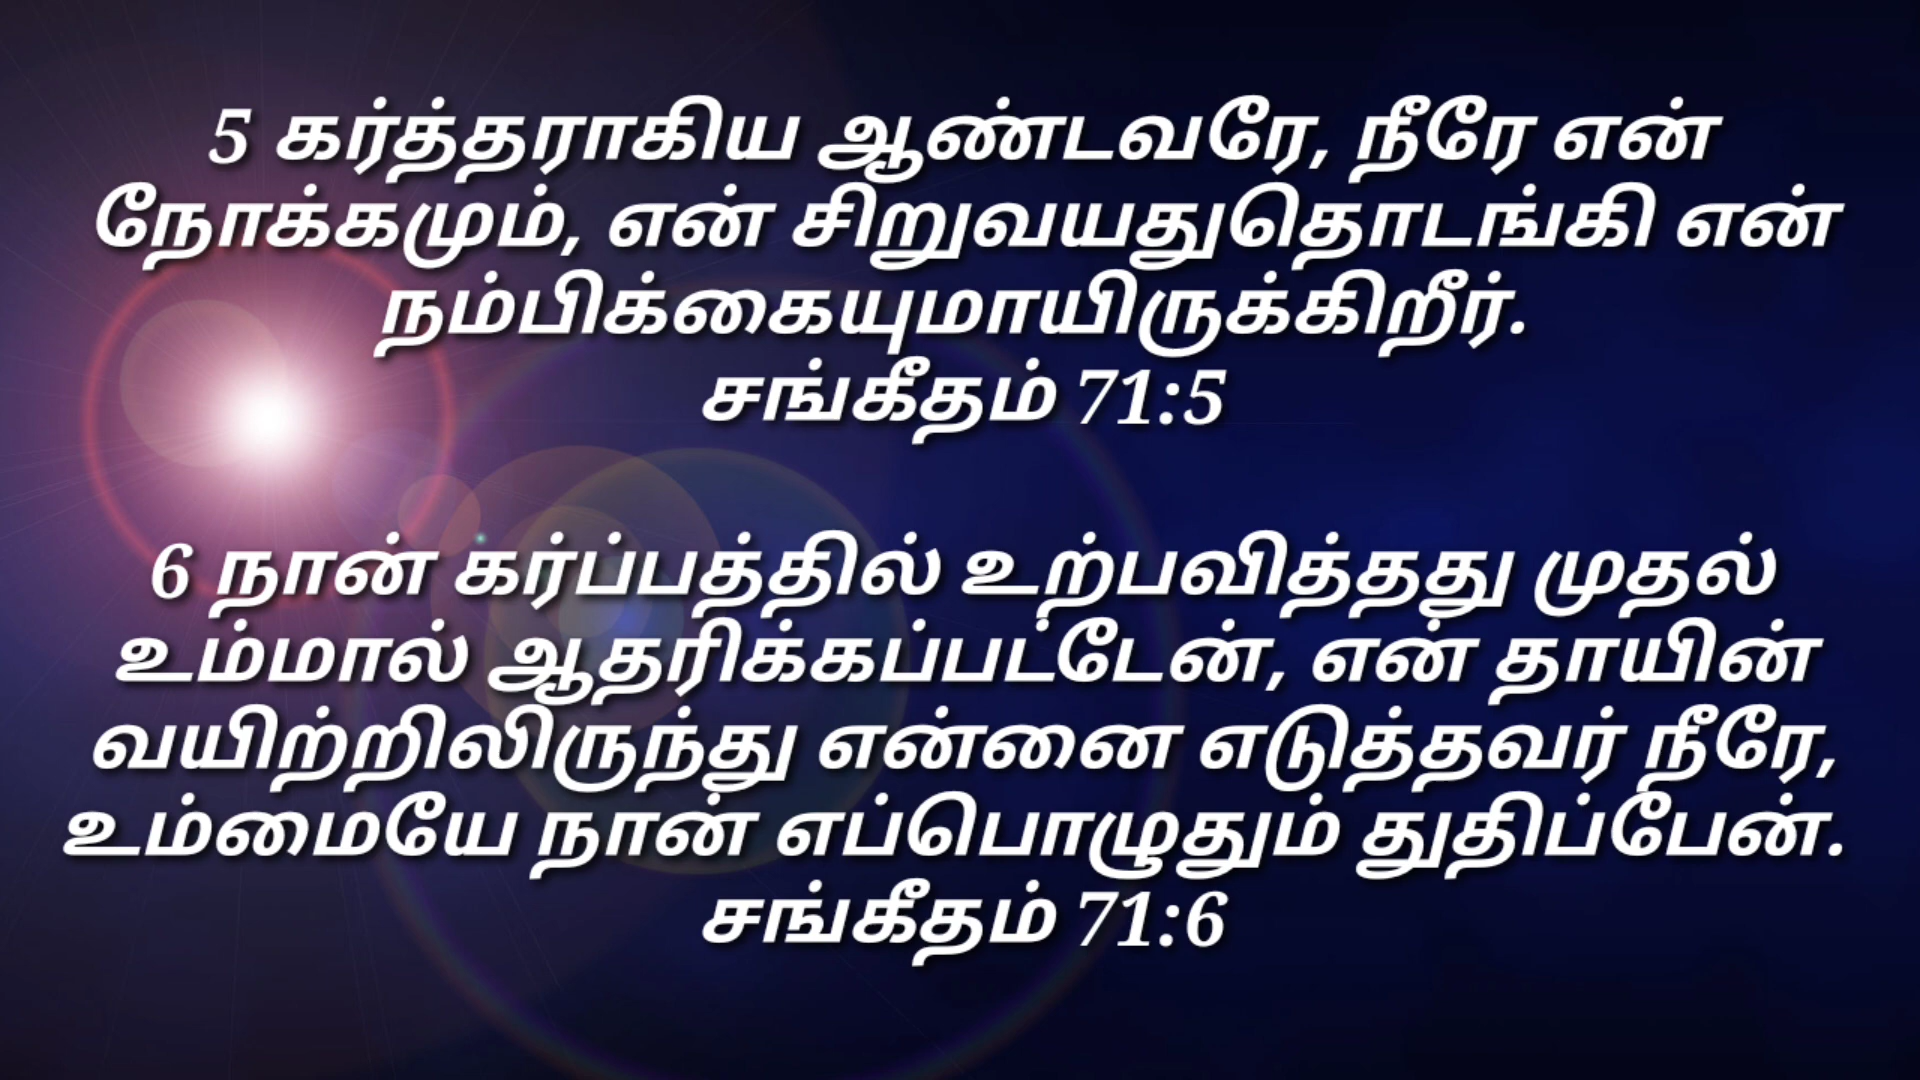 5 கர்த்தராகிய ஆண்டவரே, நீரே என்
நோக்கமும், என் சிறுவயதுதொடங்கி என்
நம்பிக்கையுமாயிருக்கிறீர்.
சங்கீதம் 71:5
6 நான் கர்ப்பத்தில் உற்பவித்தது முதல்
உம்மால் ஆதரிக்கப்பட்டேன், என் தாயின்
வயிற்றிலிருந்து என்னை எடுத்தவர் நீரே,
உம்மையே நான் எப்பொழுதும் துதிப்பேன்.
சங்கீதம் 71:6